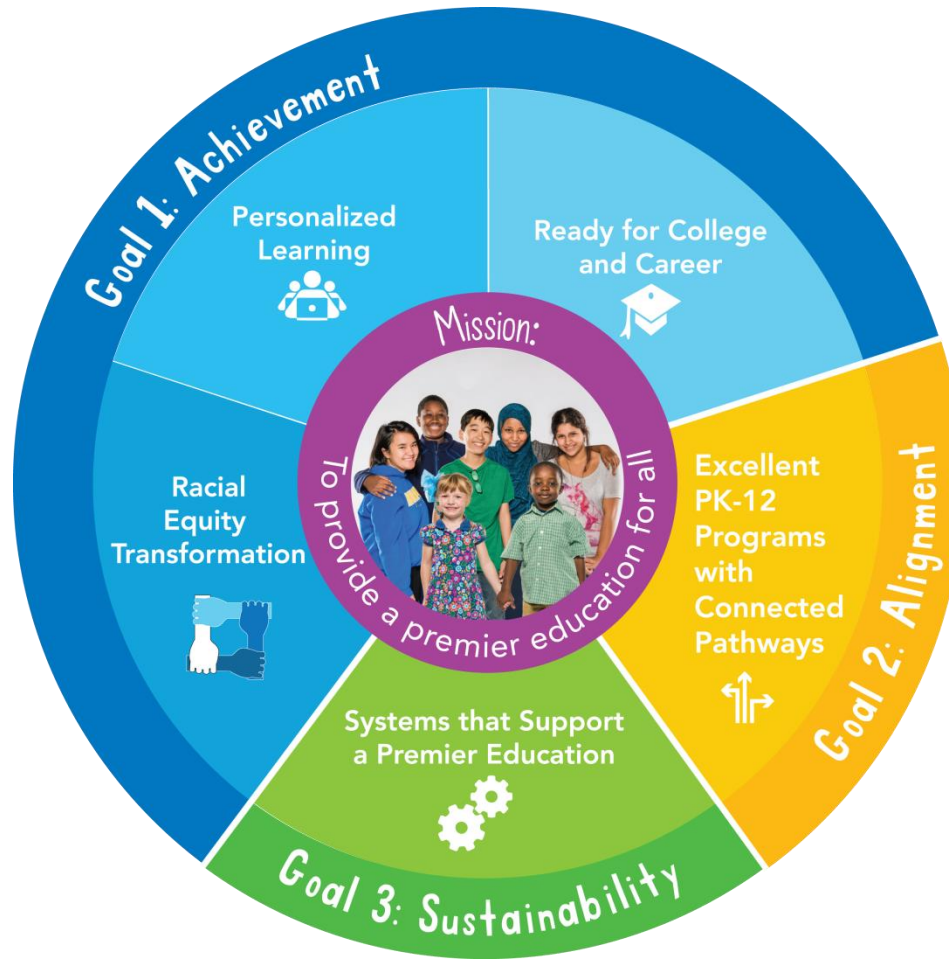 Goal 1: Achievement
Personalized
Learning
Ready for College
and Career
Mission:
To provide a premier education for all
Racial
Equity
Transformation
Excellent
PK-12
Programs
with
Connected
Pathways
Goal 2: Alignment
Systems that Support
a Premier Education
Goal 3: Sustainability